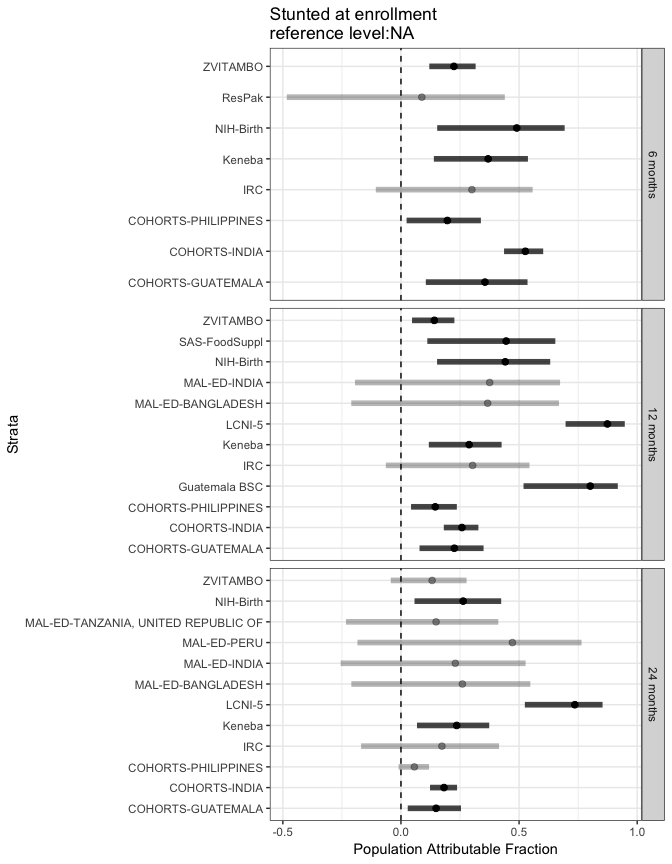 Stunted at enrollment
reference level:NA
ZVITAMBO
ResPak
NIH-Birth
Keneba
IRC
COHORTS-PHILIPPINES
COHORTS-INDIA
COHORTS-GUATEMALA
6 months
ZVITAMBO
SAS-FoodSuppl
NIH-Birth
MAL-ED-INDIA
MAL-ED-BANGLADESH
LCNI-5
Keneba
IRC
Guatemala BSC
COHORTS-PHILIPPINES
COHORTS-INDIA
COHORTS-GUATEMALA
12 months
ZVITAMBO
NIH-Birth
MAL-ED-TANZANIA, UNITED REPUBLIC OF
MAL-ED-PERU
MAL-ED-INDIA
MAL-ED-BANGLADESH
LCNI-5
Keneba
IRC
COHORTS-PHILIPPINES
COHORTS-INDIA
COHORTS-GUATEMALA
24 months
Strata
-0.5 0.0 0.5 1.0
Population Attributable Fraction